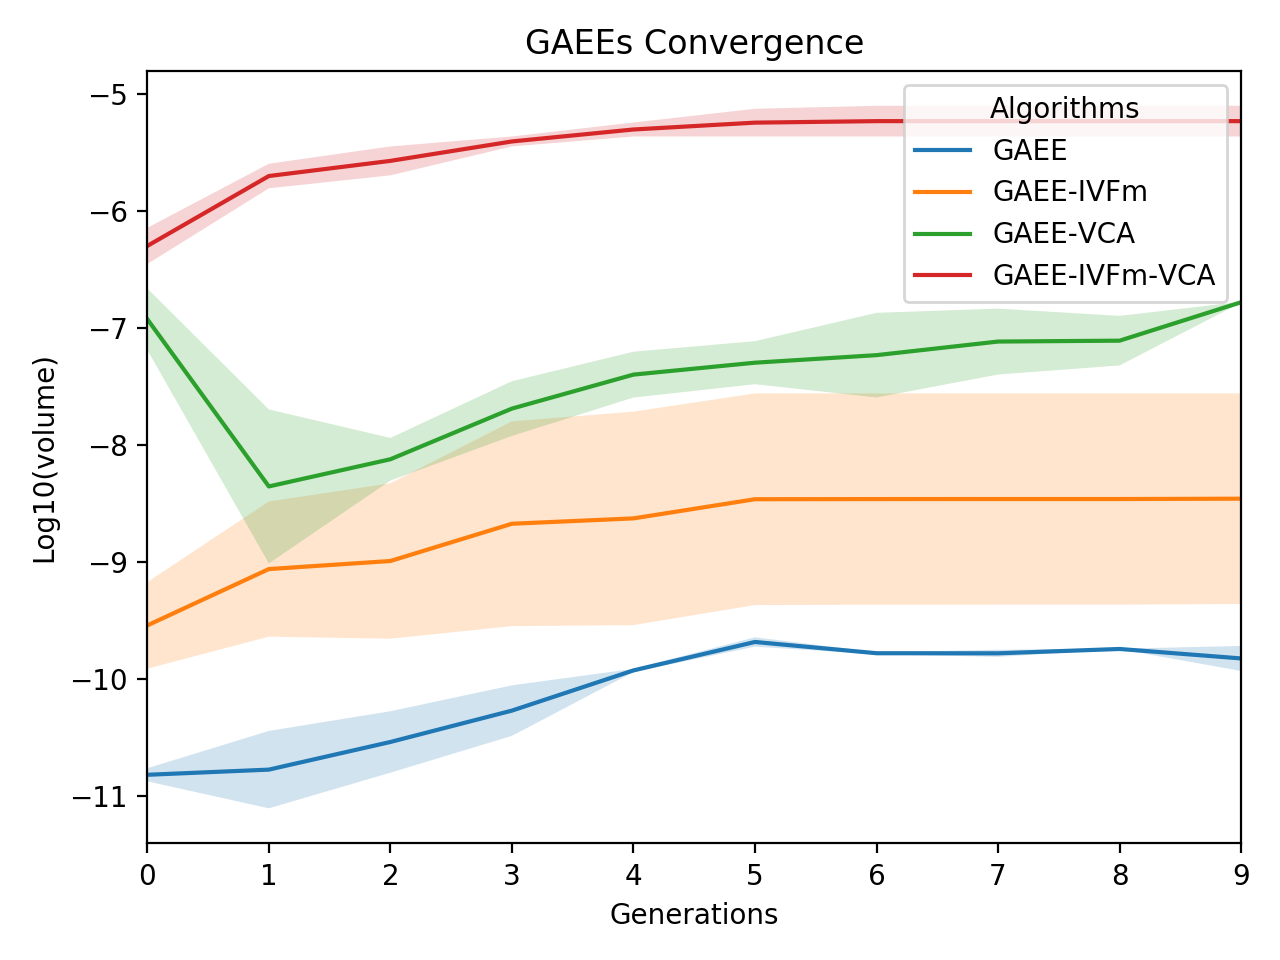 GAEEs Convergence
−5
−6
−7
−8
−9
−10
−11
Log10(volume)
Algorithms
GAEE
GAEE-IVFm
GAEE-VCA
GAEE-IVFm-VCA
0 1 2 3 4 5 6 7 8 9
Generations